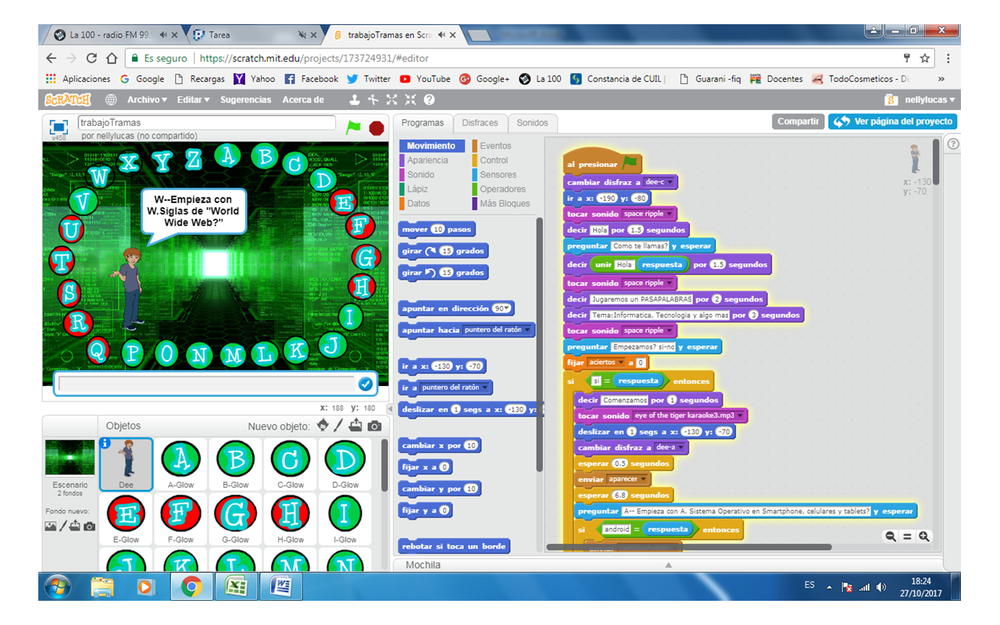 La 100 - radio FM 99.
Tarea
trabajoTramas en Scra
Es seguro
https://scratch.mit.edu/projects/173724931/#editor
Aplicaciones
Google
Recargas
Yahoo
Facebook
Twitter
YouTube
Google+
La 100
Constancia de CUIL |
Guarani -fiq
Docentes
TodoCosmeticos - Di
»
SCRATCH
Archivo
Editar
Sugerencias
Acerca de
nellylucas
trabajoTramas
v458
por nellylucas (no compartido)
A
B
C
D
E
F
G
H
I
J
K
L
M
N
O
P
Q
R
S
T
U
V
W
X
Y
Z
W--Empieza con
W.Siglas de "World
Wide Web?"
x: 188 y: 180
Objetos
Nuevo objeto:
Escenario
2 fondos
Fondo nuevo:
Dee
A
A-Glow
B
B-Glow
C
C-Glow
D
D-Glow
E
E-Glow
F
F-Glow
G
G-Glow
H
H-Glow
I
I-Glow
J
K
L
M
N
Programas
Disfraces
Sonidos
Compartir
Ver página del proyecto
Movimiento
Apariencia
Sonido
Lápiz
Datos
Eventos
Control
Sensores
Operadores
Más Bloques
mover 10 pasos
girar 15 grados
girar 15 grados
apuntar en dirección 90
apuntar hacia puntero del ratón
ir a x: -130 y: -70
ir a puntero del ratón
deslizar en 1 segs a x: -130 y:
cambiar x por 10
fijar x a 0
cambiar y por 10
fijar y a 0
rebotar si toca un borde
x: -130
y: -70
al presionar
cambiar disfraz a dee-c
ir a x: -190 y: -80
tocar sonido space ripple
decir Hola por 1.5 segundos
preguntar Como te llamas? y esperar
decir unir Hola respuesta por 1.5 segundos
tocar sonido space ripple
decir Jugaremos un PASAPALABRAS por 2 segundos
decir Tema:Informatica, Tecnologia y algo mas por 3 segundos
tocar sonido space ripple
preguntar Empezamos? si-no y esperar
fijar aciertos a 0
si si = respuesta entonces
decir Comenzamos por 1 segundos
tocar sonido eye of the tiger karaoke3.mp3
deslizar en 1 segs a x: -130 y: -70
cambiar disfraz a dee-a
esperar 0.5 segundos
enviar aparecer
esperar 6.8 segundos
preguntar A-- Empieza con A. Sistema Operativo en Smartphone, celulares y tablets? y esperar
si android = respuesta entonces
Mochila
ES
18:24
27/10/2017